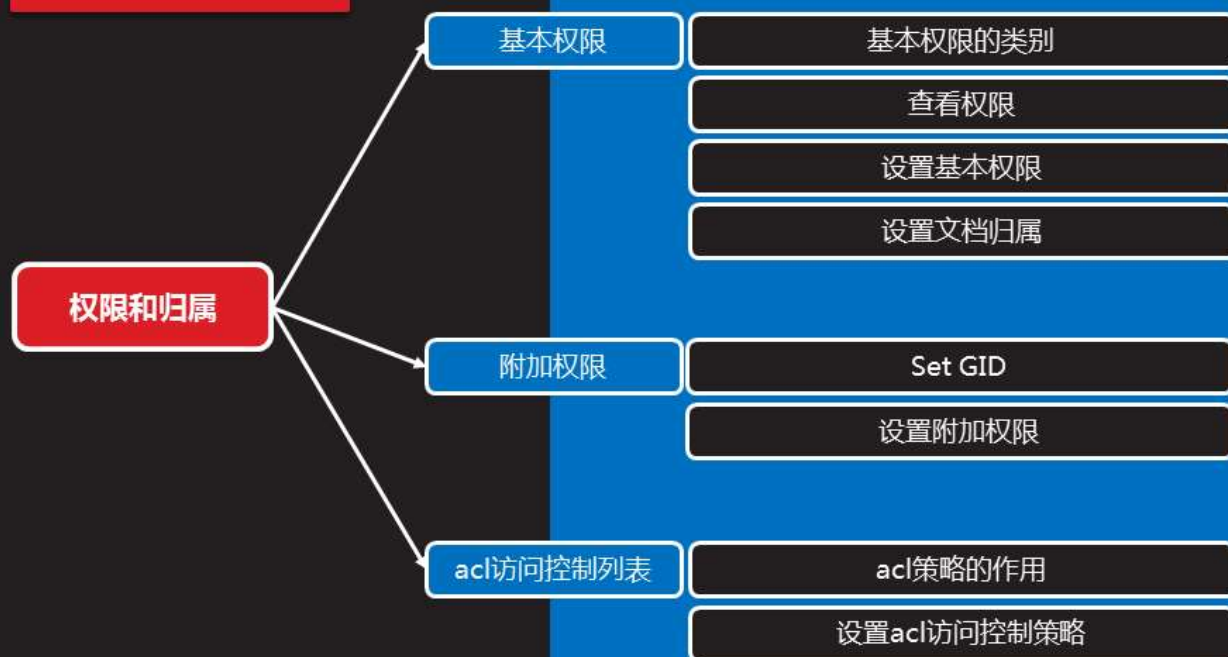 基本权限
基本权限的类别
查看权限
设置基本权限
设置文档归属
权限和归属
附加权限
Set GID
设置附加权限
acl访问控制列表
acl策略的作用
设置acl访问控制策略